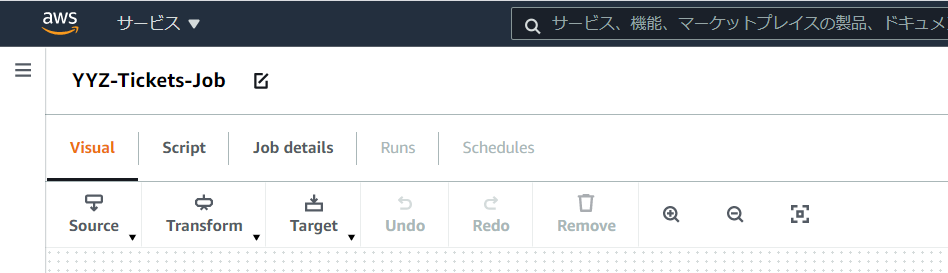 aws サービス サービス、機能、マーケットプレイスの製品、ドキュメ
YYZ-Tickets-Job
Visual Script Job details Runs Schedules
Source Transform Target Undo Redo Remove